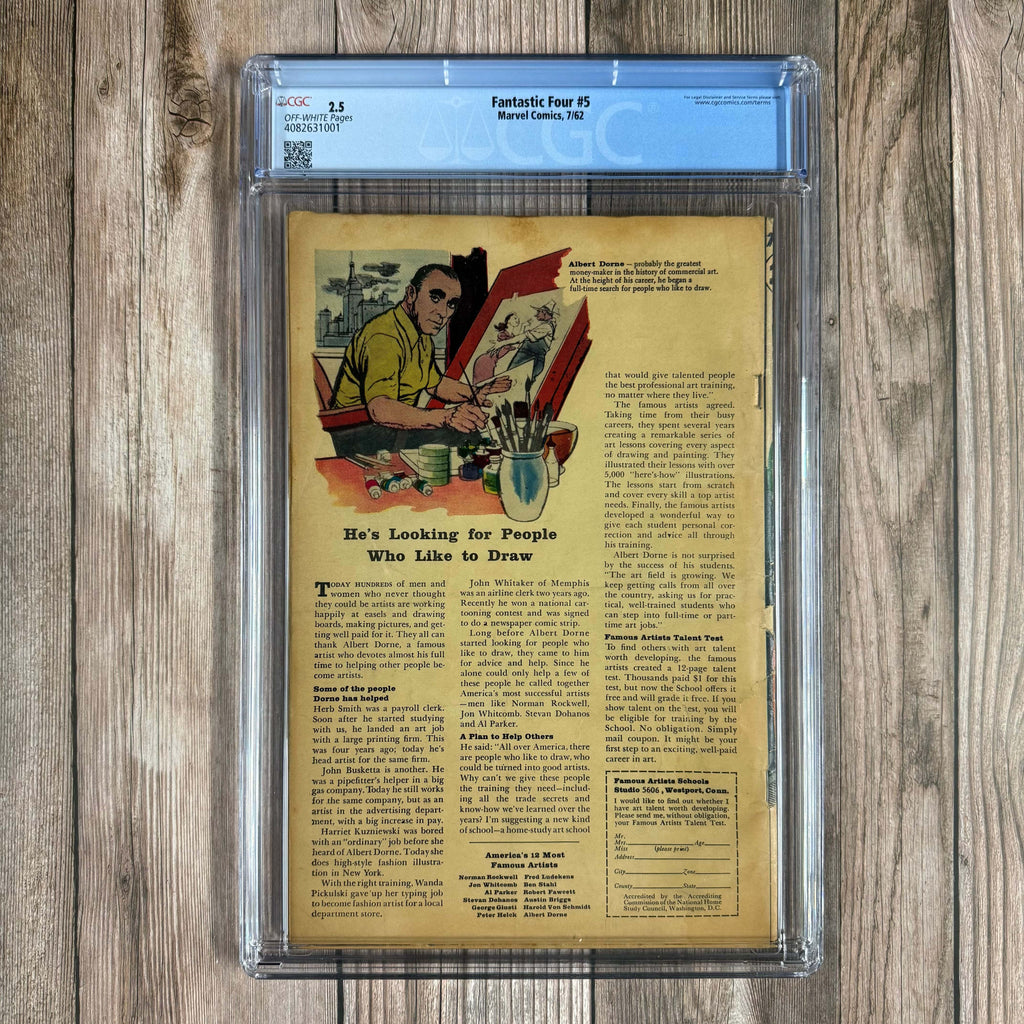 CGC
2.5
OFF-WHITE Pages
4082631001
Fantastic Four #5
Marvel Comics, 7/62
For Legal Disclaimer and Service Terms please visit:
www.cgccomics.com/terms
CGC
Albert Dorne — probably the greatest
money-maker in the history of commercial art.
At the height of his career, he began a
full-time search for people who like to draw.
He's Looking for People
Who Like to Draw
TODAY HUNDREDS of men and
women who never thought
they could be artists are working
happily at easels and drawing
boards, making pictures, and get-
ting well paid for it. They all can
thank Albert Dorne, a famous
artist who devotes almost his full
time to helping other people be-
come artists.
Some of the people
Dorne has helped
Herb Smith was a payroll clerk.
Soon after he started studying
with us, he landed an art job
with a large printing firm. This
was four years ago; today he's
head artist for the same firm.
John Busketta is another. He
was a pipefitter's helper in a big
gas company. Today he still works
for the same company, but as an
artist in the advertising depart-
ment, with a big increase in pay.
Harriet Kuzniewski was bored
with an "ordinary" job before she
heard of Albert Dorne. Today she
does high-style fashion illustra-
tion in New York.
With the right training, Wanda
Pickulski gave up her typing job
to become fashion artist for a local
department store.
John Whitaker of Memphis
was an airline clerk two years ago.
Recently he won a national car-
tooning contest and was signed
to do a newspaper comic strip.
Long before Albert Dorne
started looking for people who
like to draw, they came to him
for advice and help. Since he
alone could only help a few of
these people he called together
America's most successful artists
—men like Norman Rockwell,
Jon Whitcomb, Stevan Dohanos
and Al Parker.
A Plan to Help Others
He said: "All over America, there
are people who like to draw, who
could be turned into good artists.
Why can't we give these people
the training they need—includ-
ing all the trade secrets and
know-how we've learned over the
years? I'm suggesting a new kind
of school—a home-study art school
America's 12 Most
Famous Artists
Norman Rockwell Fred Ludekens
Jon Whitcomb Ben Stahl
Al Parker Robert Fawcett
Stevan Dohanos Austin Briggs
George Giusti Harold Von Schmidt
Peter Helck Albert Dorne
that would give talented people
the best professional art training,
no matter where they live."
The famous artists agreed.
Taking time from their busy
careers, they spent several years
creating a remarkable series of
art lessons covering every aspect
of drawing and painting. They
illustrated their lessons with over
5,000 "here's-how" illustrations.
The lessons start from scratch
and cover every skill a top artist
needs. Finally, the famous artists
developed a wonderful way to
give each student personal cor-
rection and advice all through
his training.
Albert Dorne is not surprised
by the success of his students.
"The art field is growing. We
keep getting calls from all over
the country, asking us for prac-
tical, well-trained students who
can step into full-time or part-
time art jobs."
Famous Artists Talent Test
To find others with art talent
worth developing, the famous
artists created a 12-page talent
test. Thousands paid $1 for this
test, but now the School offers it
free and will grade it free. If you
show talent on the test, you will
be eligible for training by the
School. No obligation. Simply
mail coupon. It might be your
first step to an exciting, well-paid
career in art.
Famous Artists Schools
Studio 5606, Westport, Conn.
I would like to find out whether I
have art talent worth developing.
Please send me, without obligation,
your Famous Artists Talent Test.
Mr.
Mrs. Age
Miss (please print)
Address
City Zone
County State
Accredited by the Accrediting
Commission of the National Home
Study Council, Washington, D.C.